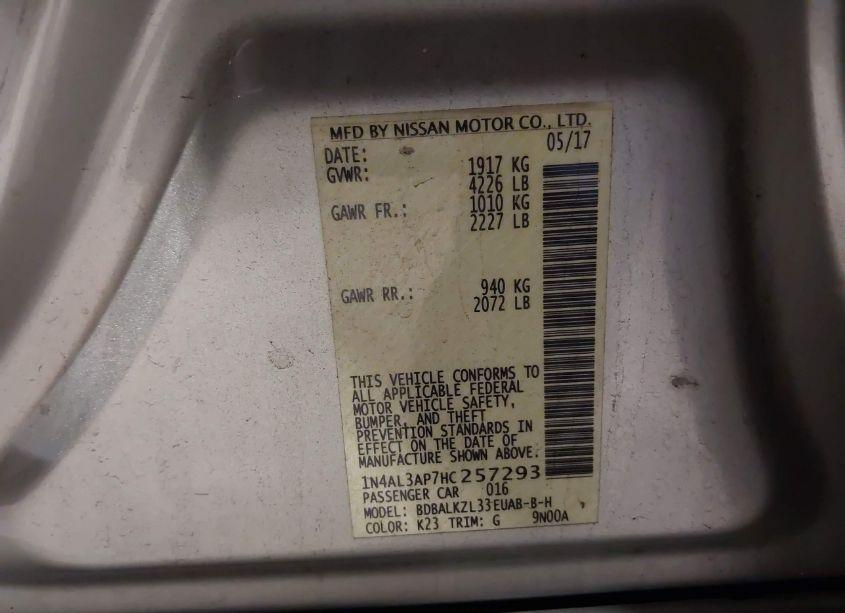 MFD BY NISSAN MOTOR CO., LTD.
DATE: 05/17
GVWR: 1917 KG
4226 LB
GAWR FR.: 1010 KG
2227 LB
GAWR RR.: 940 KG
2072 LB
THIS VEHICLE CONFORMS TO
ALL APPLICABLE FEDERAL
MOTOR VEHICLE SAFETY,
BUMPER, AND THEFT
PREVENTION STANDARDS IN
EFFECT ON THE DATE OF
MANUFACTURE SHOWN ABOVE.
1N4AL3AP7HC257293
PASSENGER CAR 016
MODEL: BDBALKZL33EUAB-B-H
COLOR: K23 TRIM: G 9N00A